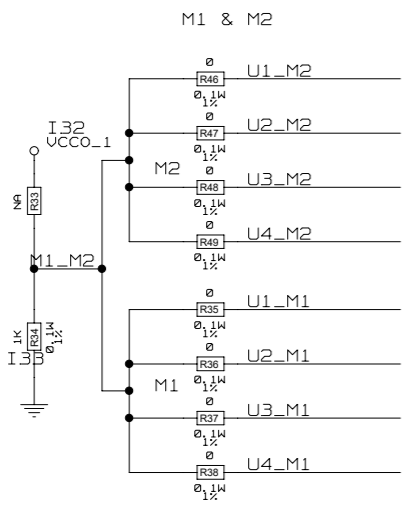 M1 & M2
0
R46
0.1W
1%
U1_M2
0
R47
0.1W
1%
U2_M2
I32
VCCO_1
M2
0
R48
0.1W
1%
U3_M2
NA
R33
0
R49
0.1W
1%
U4_M2
M1_M2
0
R35
0.1W
1%
U1_M1
1K
R34
0.1W
1%
I33
0
R36
0.1W
1%
U2_M1
M1
0
R37
0.1W
1%
U3_M1
0
R38
0.1W
1%
U4_M1